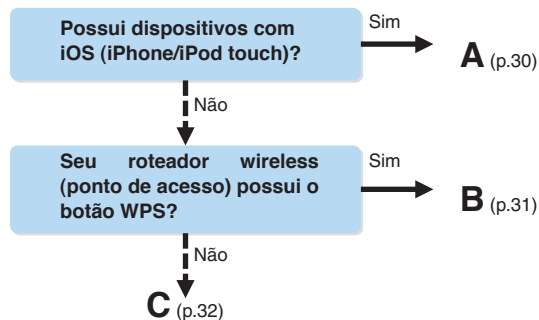 Possui dispositivos com
iOS (iPhone/iPod touch)?
Sim
A (p.30)
Não
Seu roteador wireless
(ponto de acesso) possui o
botão WPS?
Sim
B (p.31)
Não
C (p.32)